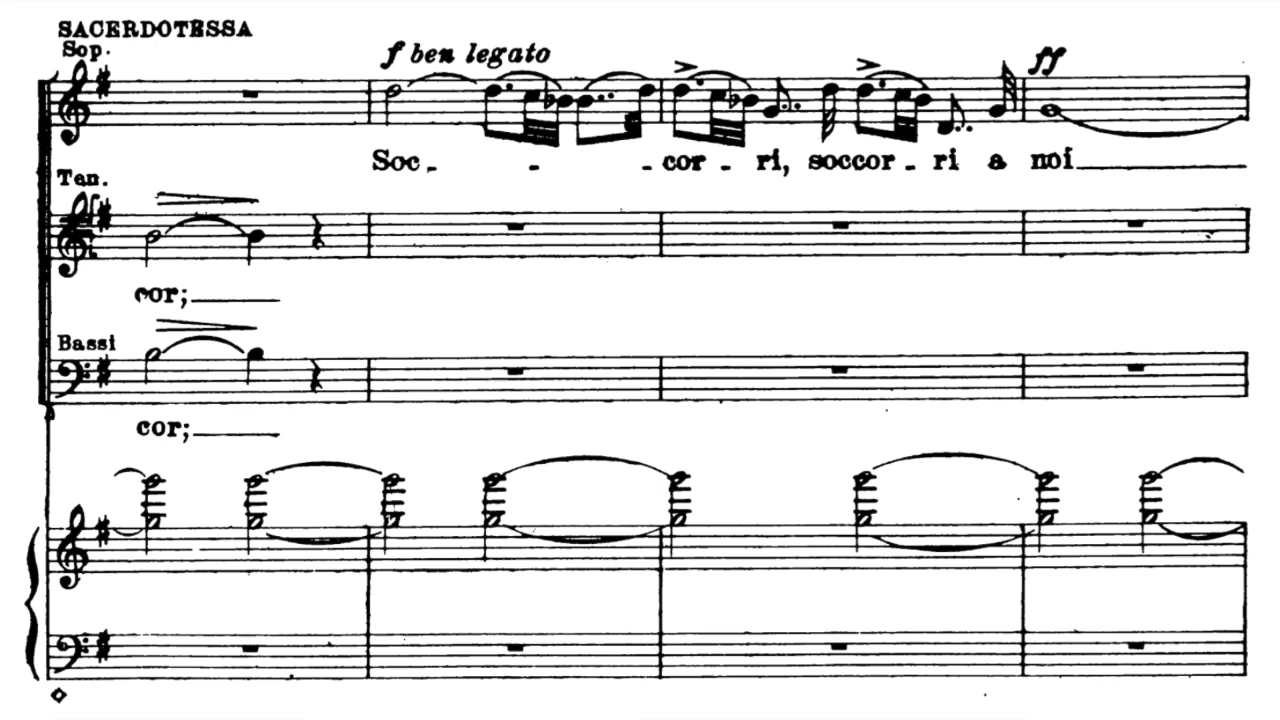 SACERDOTESSA
Sop.
f ben legato
ff
Soc - - - cor - ri, soccor - ri a noi
Ten.
cor;
Bassi
cor;